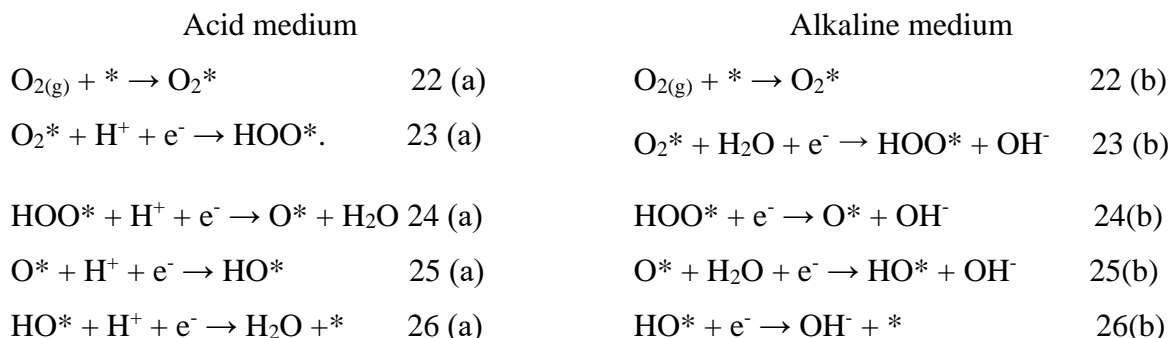 Acid medium Alkaline medium
O₂₍g₎ + * → O₂* 22 (a) O₂₍g₎ + * → O₂* 22 (b)
O₂* + H⁺ + e⁻ → HOO*. 23 (a) O₂* + H₂O + e⁻ → HOO* + OH⁻ 23 (b)
HOO* + H⁺ + e⁻ → O* + H₂O 24 (a) HOO* + e⁻ → O* + OH⁻ 24(b)
O* + H⁺ + e⁻ → HO* 25 (a) O* + H₂O + e⁻ → HO* + OH⁻ 25(b)
HO* + H⁺ + e⁻ → H₂O +* 26 (a) HO* + e⁻ → OH⁻ + * 26(b)